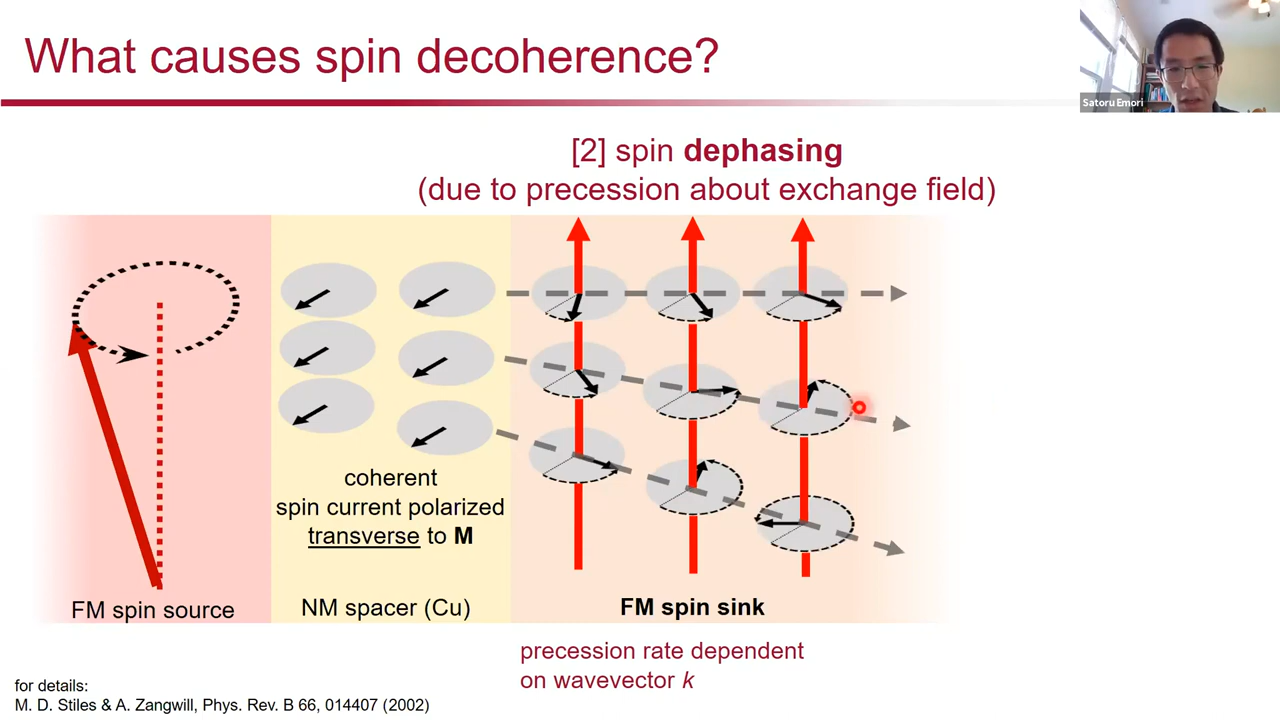 What causes spin decoherence?
Satoru Emori
[2] spin dephasing
(due to precession about exchange field)
coherent
spin current polarized
transverse to M
FM spin source
NM spacer (Cu)
FM spin sink
precession rate dependent
on wavevector k
for details:
M. D. Stiles & A. Zangwill, Phys. Rev. B 66, 014407 (2002)